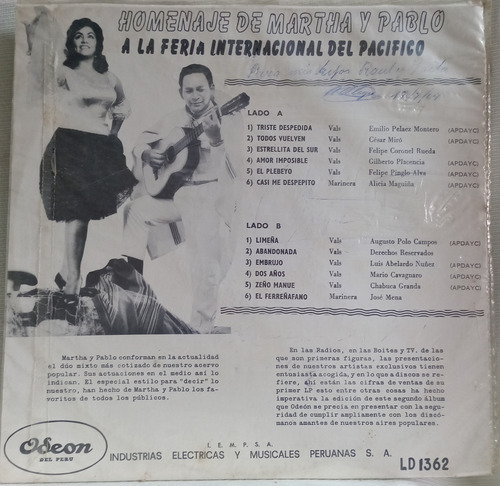 HOMENAJE DE MARTHA Y PABLO
A LA FERIA INTERNACIONAL DEL PACIFICO
LADO A
1) TRISTE DESPEDIDA Vals Emilio Peláez Montero (APDAYC)
2) TODOS VUELVEN Vals César Miró (APDAYC)
3) ESTRELLITA DEL SUR Vals Felipe Coronel Rueda (APDAYC)
4) AMOR IMPOSIBLE Vals Gilberto Plascencia (APDAYC)
5) EL PLEBEYO Vals Felipe Pinglo Alva (APDAYC)
6) CASI ME DESPEPITO Marinera Alicia Maguiña (APDAYC)
LADO B
1) LIMEÑA Vals Augusto Polo Campos (APDAYC)
2) ABANDONADA Vals Derechos Reservados
3) EMBRUJO Vals Luis Abelardo Nuñez (APDAYC)
4) DOS AÑOS Vals Mario Cavagnaro (APDAYC)
5) ZEÑO MANUE Vals Chabuca Granda (APDAYC)
6) EL FERREÑAFANO Marinera José Mena
Martha y Pablo conforman en la actualidad
el dúo mixto más cotizado de nuestro acervo
popular. Sus actuaciones en el medio así lo
indican. El especial estilo para "decir" lo
nuestro, han hecho de Martha y Pablo los fa-
voritos de todos los públicos.
En las Radios, en las Boites y TV. de las
que son primeras figuras, las presentacio-
nes de nuestros artistas exclusivos tienen
entusiasta acogida, y en lo que a discos se re-
fiere, ahí están las cifras de ventas de su
primer LP esto entre otras cosas ha hecho
imperativa la edición de este segundo Album
que Odeón se precia en presentar con la segu-
ridad de cumplir ampliamente con los discó-
manos amantes de nuestros aires populares.
Odeon
DEL PERU
I. E. M. P. S. A.
INDUSTRIAS ELECTRICAS Y MUSICALES PERUANAS S. A.
LD 1362